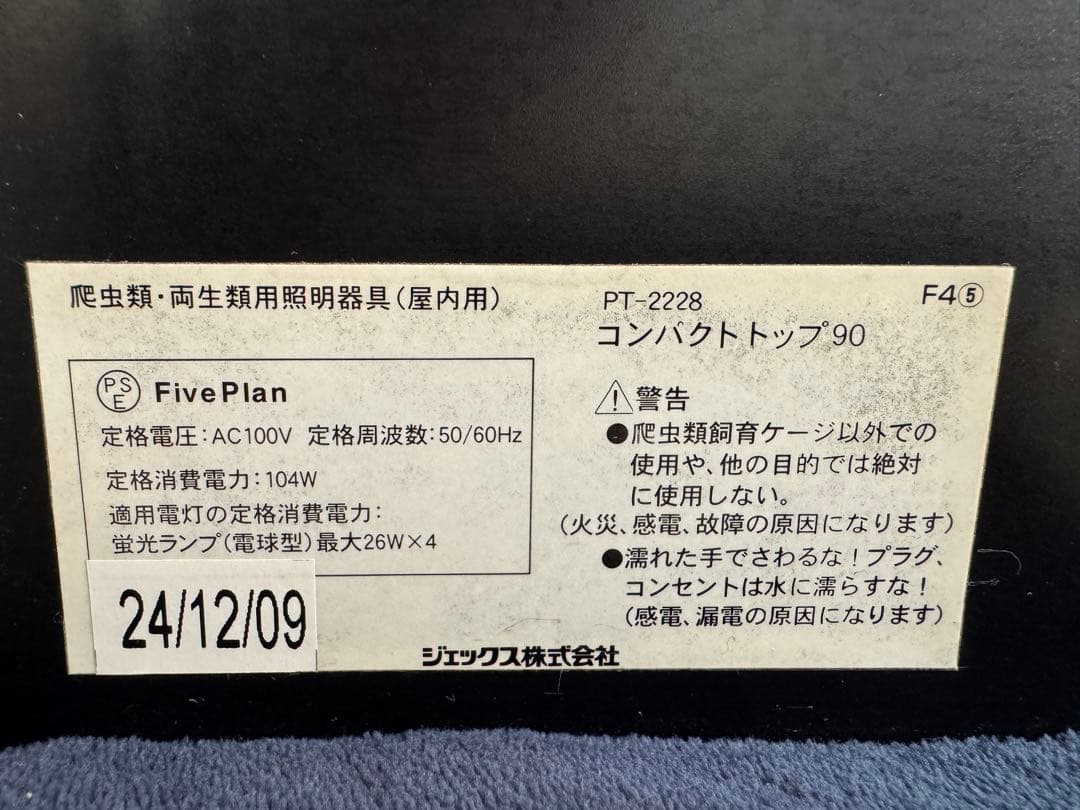 爬虫類・両生類用照明器具(屋内用)
PSE FivePlan
定格電圧:AC100V 定格周波数:50/60Hz
定格消費電力:104W
適用電灯の定格消費電力:
蛍光ランプ(電球型)最大26W×4
24/12/09
PT-2228
F4⑤
コンパクトトップ90
⚠警告
●爬虫類飼育ケージ以外での
使用や、他の目的では絶対
に使用しない。
(火災、感電、故障の原因になります)
●濡れた手でさわるな!プラグ、
コンセントは水に濡らすな!
(感電、漏電の原因になります)
ジェックス株式会社